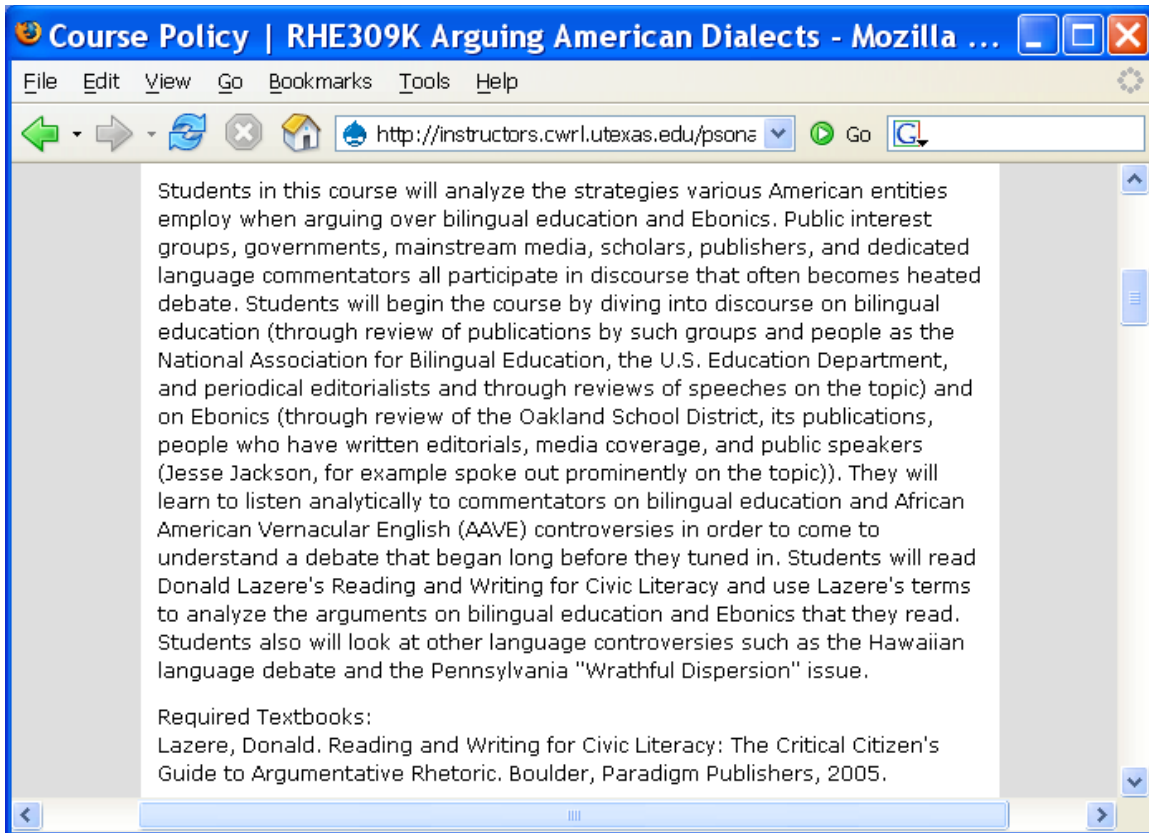 Course Policy | RHE309K Arguing American Dialects - Mozilla ...
File Edit View Go Bookmarks Tools Help
http://instructors.cwrl.utexas.edu/psona Go G
Students in this course will analyze the strategies various American entities
employ when arguing over bilingual education and Ebonics. Public interest
groups, governments, mainstream media, scholars, publishers, and dedicated
language commentators all participate in discourse that often becomes heated
debate. Students will begin the course by diving into discourse on bilingual
education (through review of publications by such groups and people as the
National Association for Bilingual Education, the U.S. Education Department,
and periodical editorialists and through reviews of speeches on the topic) and
on Ebonics (through review of the Oakland School District, its publications,
people who have written editorials, media coverage, and public speakers
(Jesse Jackson, for example spoke out prominently on the topic)). They will
learn to listen analytically to commentators on bilingual education and African
American Vernacular English (AAVE) controversies in order to come to
understand a debate that began long before they tuned in. Students will read
Donald Lazere's Reading and Writing for Civic Literacy and use Lazere's terms
to analyze the arguments on bilingual education and Ebonics that they read.
Students also will look at other language controversies such as the Hawaiian
language debate and the Pennsylvania "Wrathful Dispersion" issue.
Required Textbooks:
Lazere, Donald. Reading and Writing for Civic Literacy: The Critical Citizen's
Guide to Argumentative Rhetoric. Boulder, Paradigm Publishers, 2005.